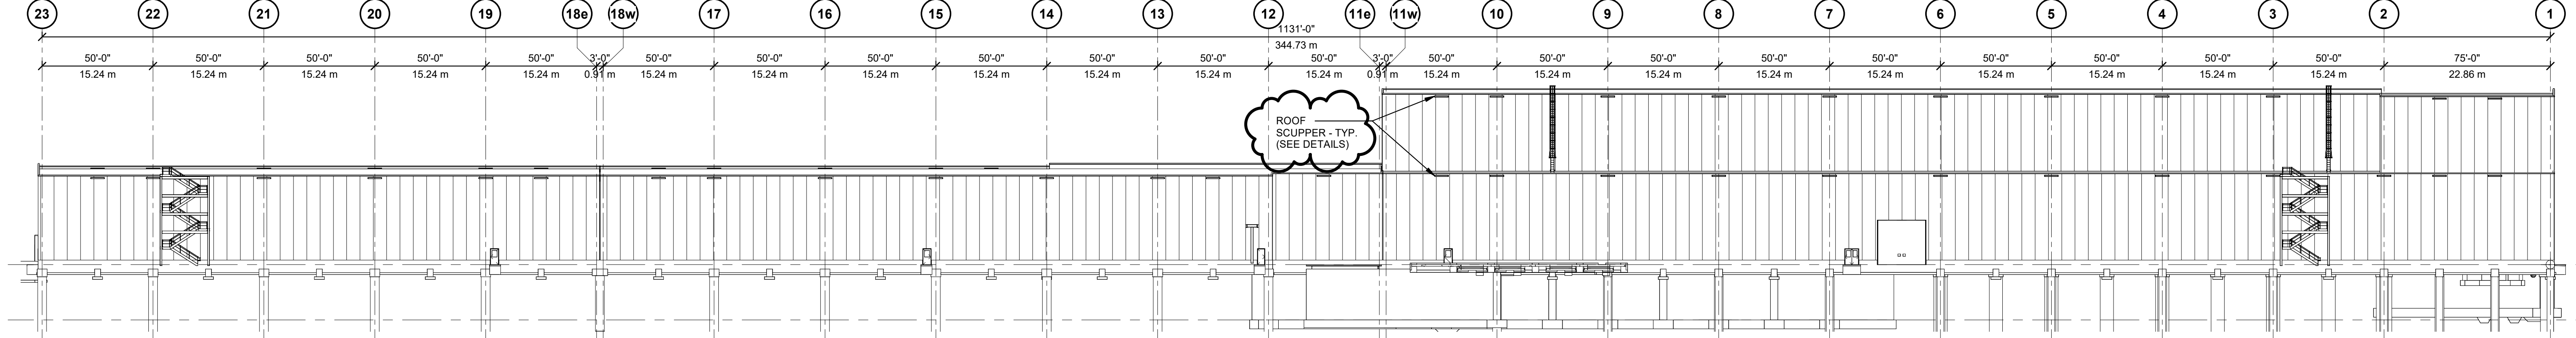 23 22 21 20 19 18e 18w 17 16 15 14 13 12 11e 11w 10 9 8 7 6 5 4 3 2 1
1131'-0"
344.73 m
50'-0" 50'-0" 50'-0" 50'-0" 50'-0" 3'-0" 50'-0" 50'-0" 50'-0" 50'-0" 50'-0" 50'-0" 50'-0" 3'-0" 50'-0" 50'-0" 50'-0" 50'-0" 50'-0" 50'-0" 50'-0" 50'-0" 50'-0" 75'-0"
15.24 m 15.24 m 15.24 m 15.24 m 15.24 m 0.91 m 15.24 m 15.24 m 15.24 m 15.24 m 15.24 m 15.24 m 15.24 m 0.91 m 15.24 m 15.24 m 15.24 m 15.24 m 15.24 m 15.24 m 15.24 m 15.24 m 15.24 m 22.86 m
ROOF
SCUPPER - TYP.
(SEE DETAILS)